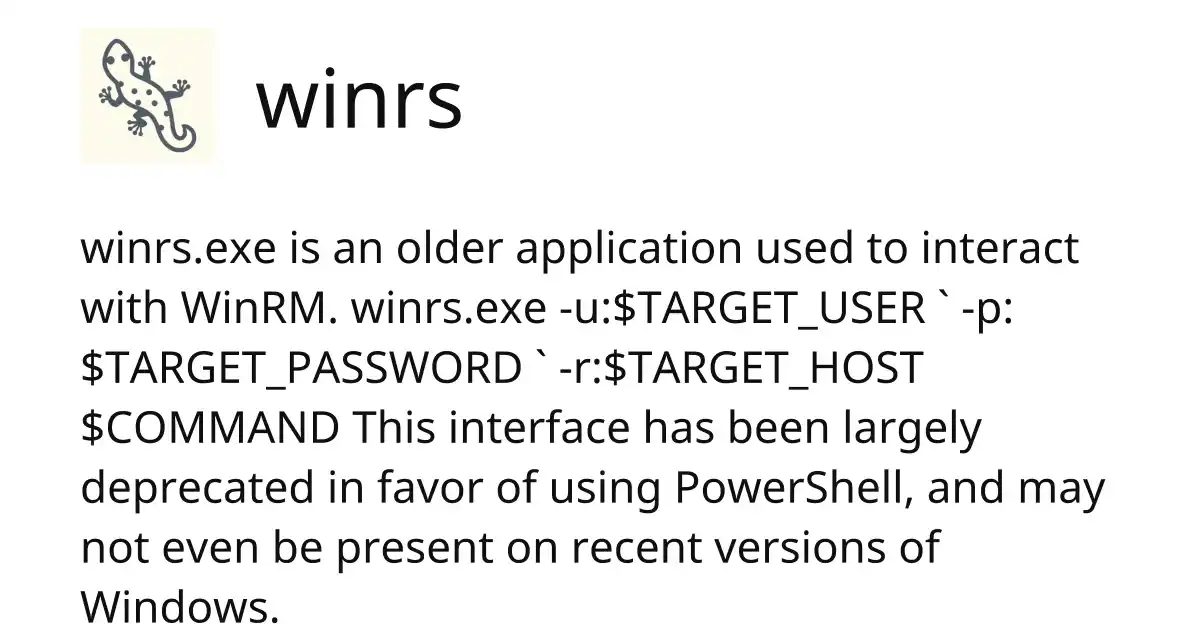 winrs
winrs.exe is an older application used to interact
with WinRM. winrs.exe -u:$TARGET_USER ` -p:
$TARGET_PASSWORD ` -r:$TARGET_HOST
$COMMAND This interface has been largely
deprecated in favor of using PowerShell, and may
not even be present on recent versions of
Windows.